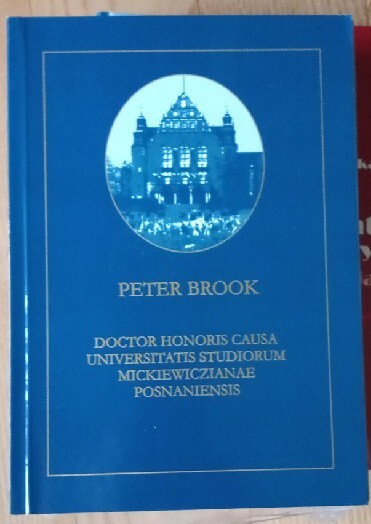 PETER BROOK
DOCTOR HONORIS CAUSA
UNIVERSITATIS STUDIORUM
MICKIEWICZIANAE
POSNANIENSIS